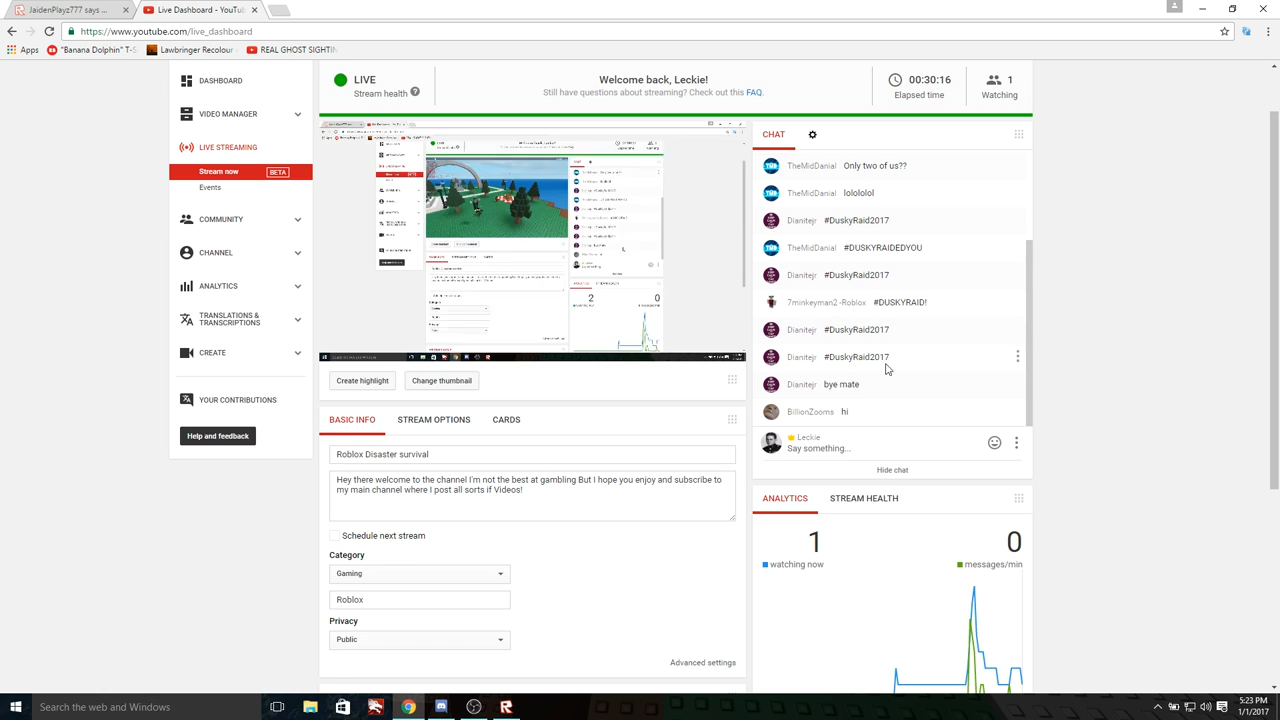 JaidenPlayz777 says ...
Live Dashboard - YouTu
https://www.youtube.com/live_dashboard
Apps
"Banana Dolphin" T-S
Lawbringer Recolour
REAL GHOST SIGHTIN
DASHBOARD
VIDEO MANAGER
LIVE STREAMING
Stream now BETA
Events
COMMUNITY
CHANNEL
ANALYTICS
TRANSLATIONS &
TRANSCRIPTIONS
CREATE
YOUR CONTRIBUTIONS
Help and feedback
LIVE
Stream health ?
Welcome back, Leckie!
Still have questions about streaming? Check out this FAQ.
00:30:16
Elapsed time
1
Watching
2
0
Create highlight
Change thumbnail
BASIC INFO
STREAM OPTIONS
CARDS
Roblox Disaster survival
Hey there welcome to the channel I'm not the best at gambling But I hope you enjoy and subscribe to
my main channel where I post all sorts if Videos!
Schedule next stream
Category
Gaming
Roblox
Privacy
Public
Advanced settings
CHAT
TheMidDanial Only two of us??
TheMidDanial lolololol
Dianitejr #DuskyRaid2017
TheMidDanial #DUSKYRAIDEDYOU
Dianitejr #DuskyRaid2017
7minkeyman2 -Roblox #DUSKYRAID!
Dianitejr #DuskyRaid2017
Dianitejr #DuskyRaid2017
Dianitejr bye mate
BillionZooms hi
Leckie
Say something...
Hide chat
ANALYTICS
STREAM HEALTH
1
watching now
0
messages/min
Search the web and Windows
5:23 PM
1/1/2017